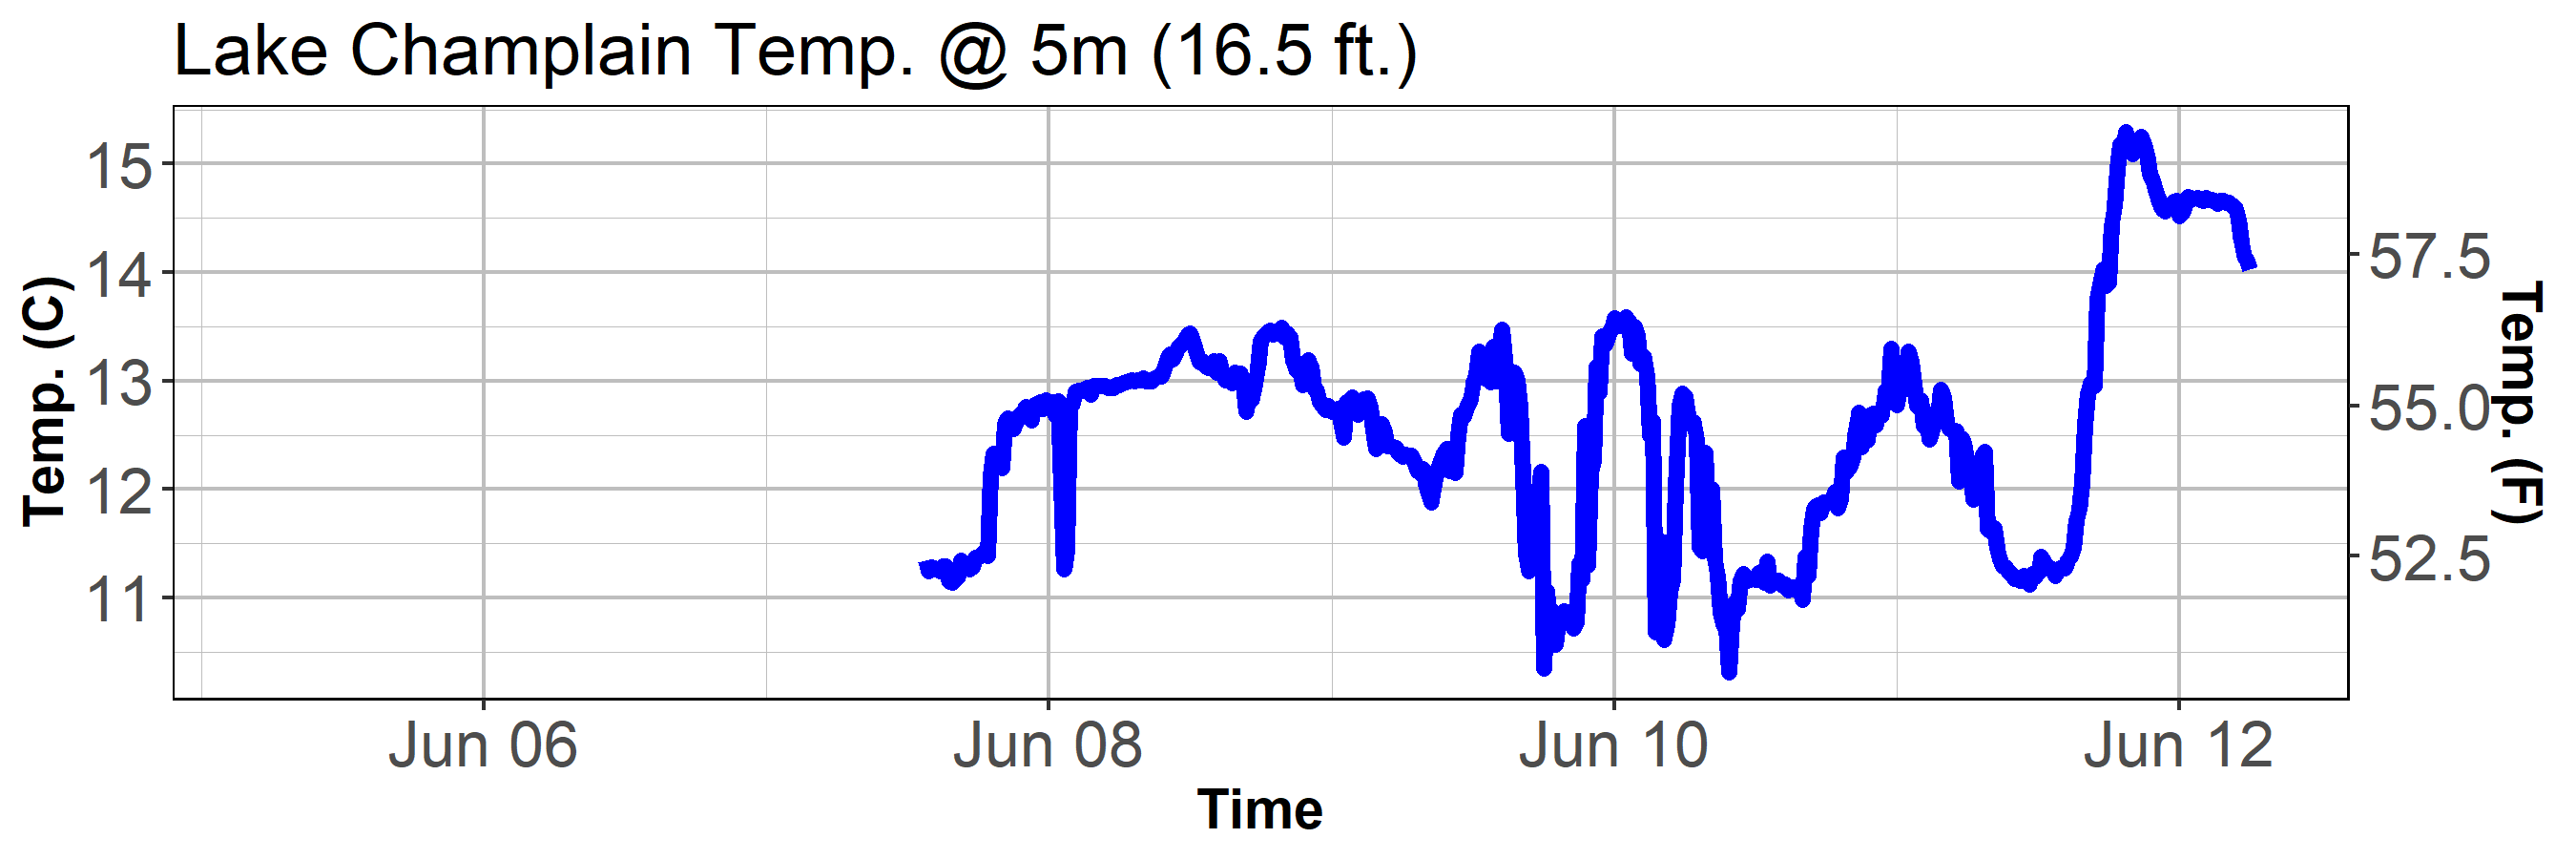 Lake Champlain Temp. @ 5m (16.5 ft.)
Temp. (C)
15
14
13
12
11
57.5
55.0
52.5
Temp. (F)
Jun 06
Jun 08
Jun 10
Jun 12
Time